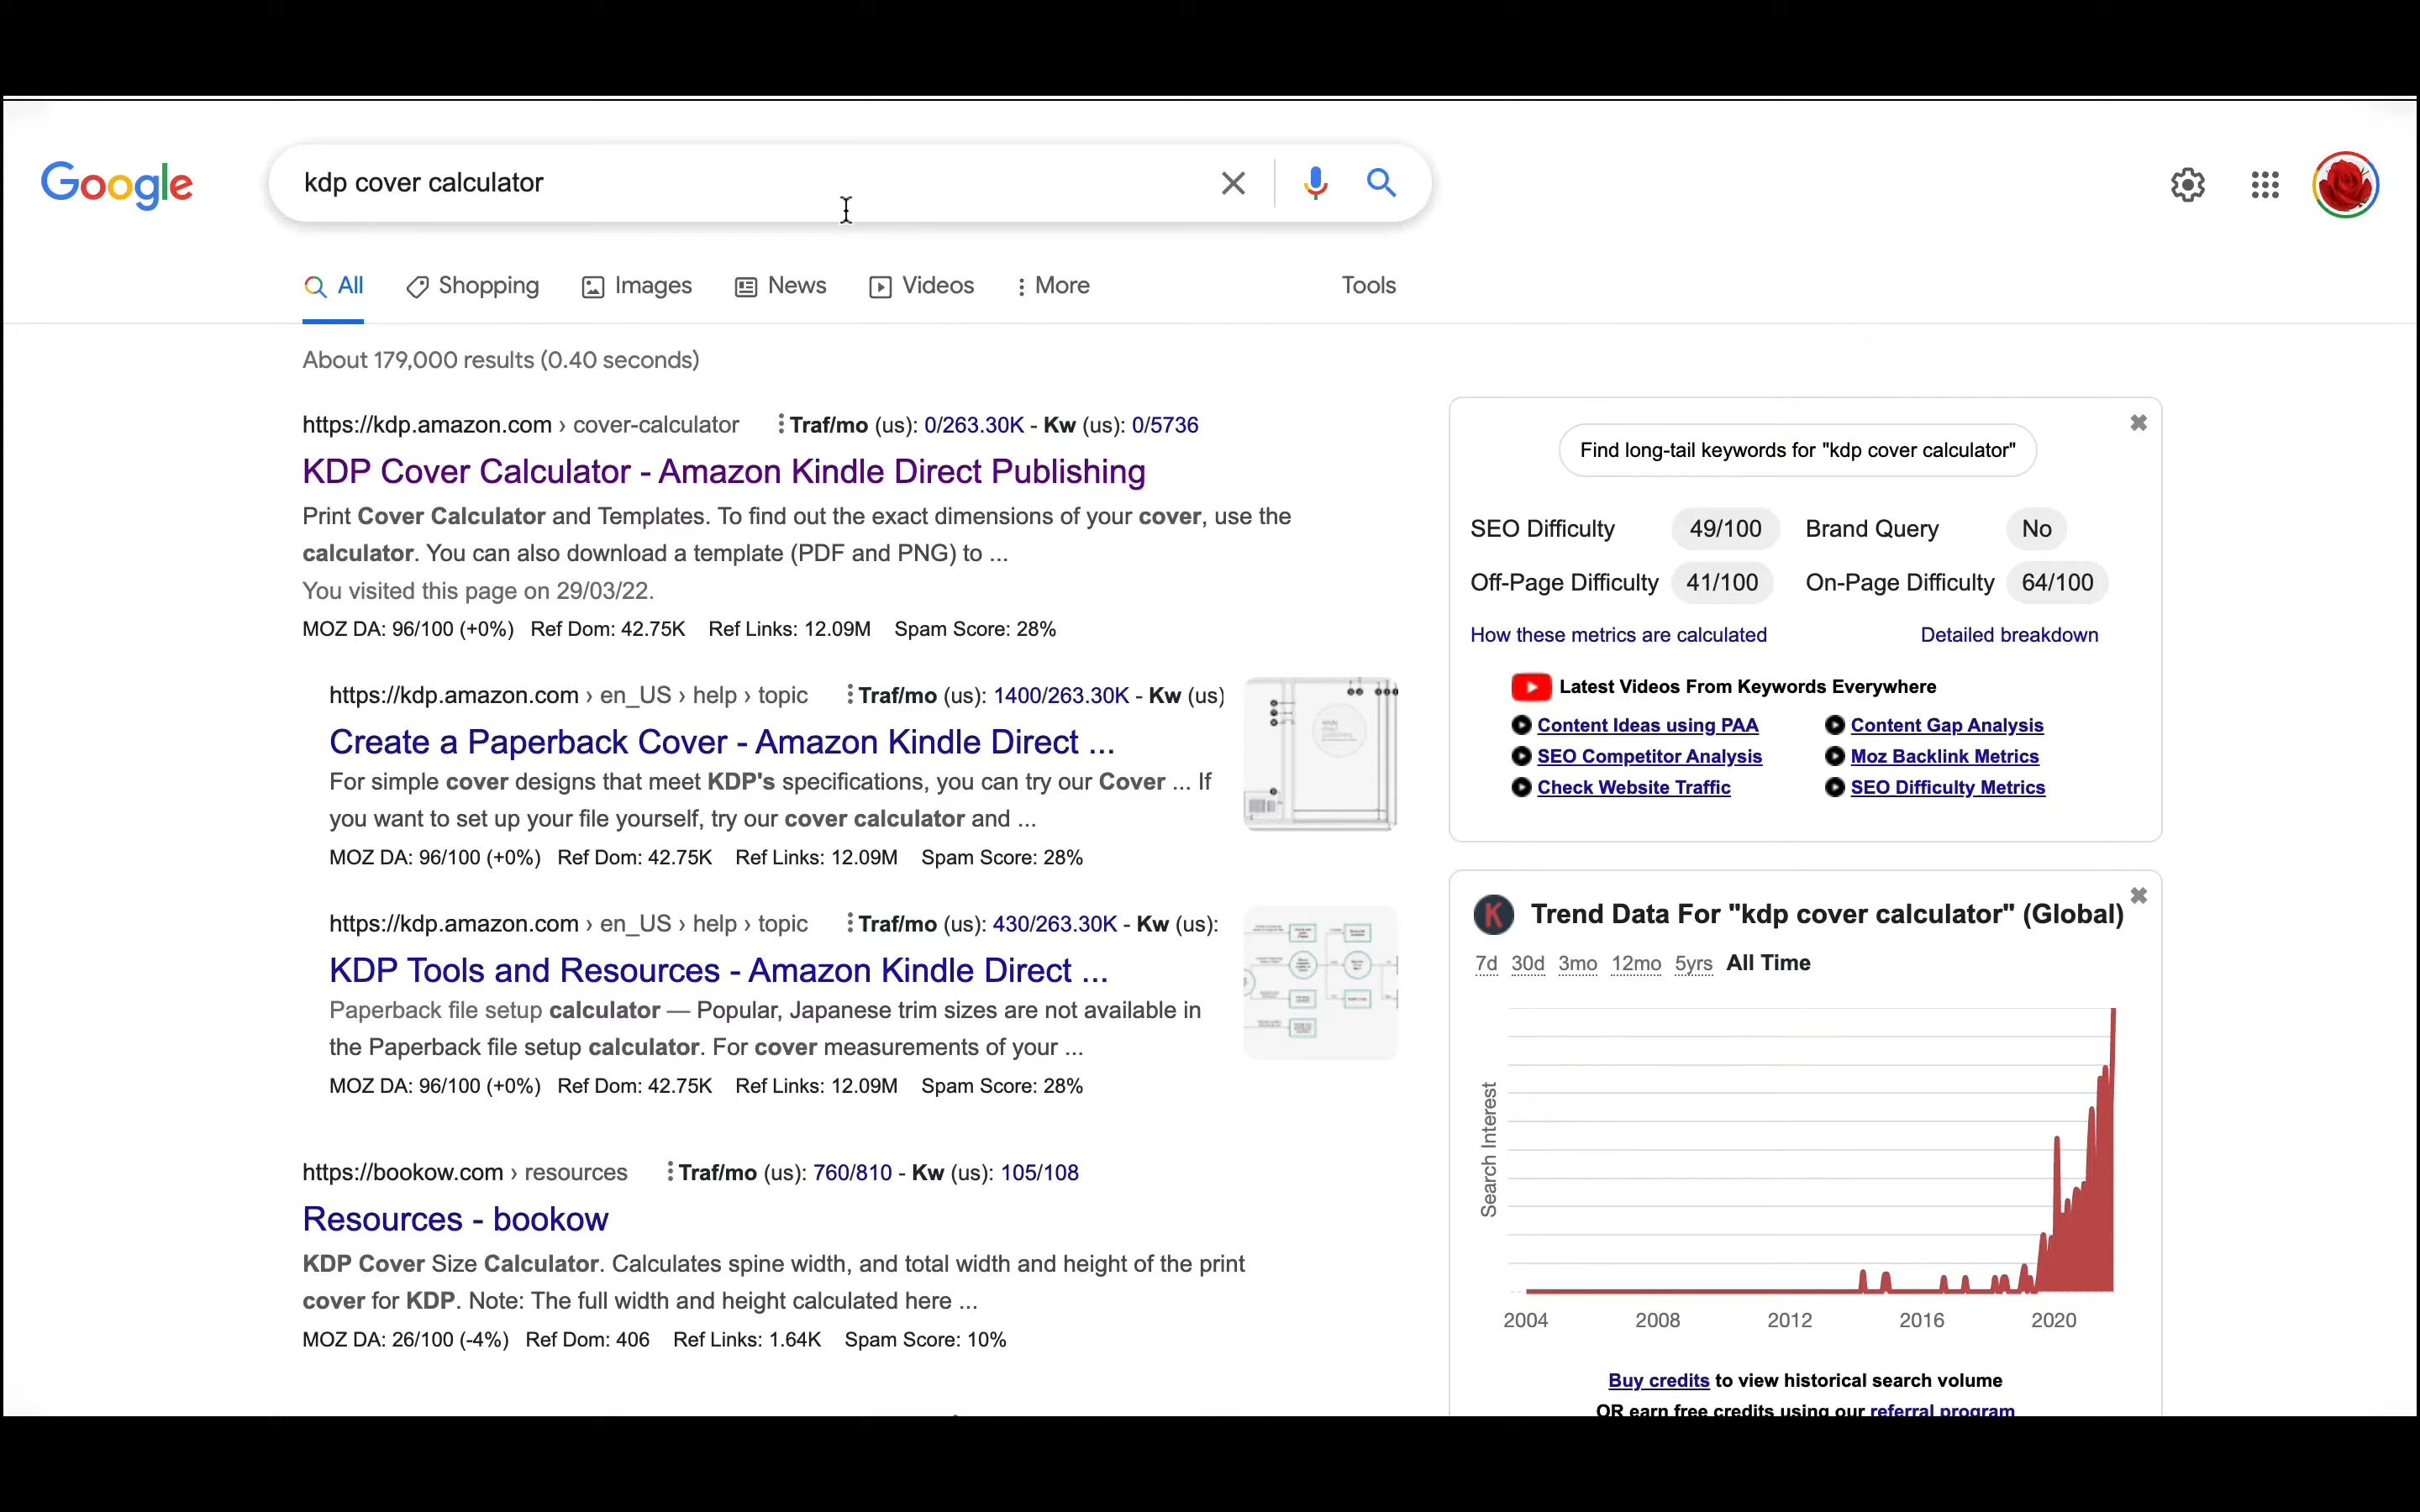 Google
kdp cover calculator
All
Shopping
Images
News
Videos
More
Tools
About 179,000 results (0.40 seconds)
https://kdp.amazon.com › cover-calculator Traf/mo (us): 0/263.30K - Kw (us): 0/5736
KDP Cover Calculator - Amazon Kindle Direct Publishing
Print Cover Calculator and Templates. To find out the exact dimensions of your cover, use the
calculator. You can also download a template (PDF and PNG) to ...
You visited this page on 29/03/22.
MOZ DA: 96/100 (+0%) Ref Dom: 42.75K Ref Links: 12.09M Spam Score: 28%
https://kdp.amazon.com › en_US › help › topic Traf/mo (us): 1400/263.30K - Kw (us)
Create a Paperback Cover - Amazon Kindle Direct ...
For simple cover designs that meet KDP's specifications, you can try our Cover ... If
you want to set up your file yourself, try our cover calculator and ...
MOZ DA: 96/100 (+0%) Ref Dom: 42.75K Ref Links: 12.09M Spam Score: 28%
https://kdp.amazon.com › en_US › help › topic Traf/mo (us): 430/263.30K - Kw (us):
KDP Tools and Resources - Amazon Kindle Direct ...
Paperback file setup calculator — Popular, Japanese trim sizes are not available in
the Paperback file setup calculator. For cover measurements of your ...
MOZ DA: 96/100 (+0%) Ref Dom: 42.75K Ref Links: 12.09M Spam Score: 28%
https://bookow.com › resources Traf/mo (us): 760/810 - Kw (us): 105/108
Resources - bookow
KDP Cover Size Calculator. Calculates spine width, and total width and height of the print
cover for KDP. Note: The full width and height calculated here ...
MOZ DA: 26/100 (-4%) Ref Dom: 406 Ref Links: 1.64K Spam Score: 10%
Find long-tail keywords for "kdp cover calculator"
SEO Difficulty 49/100 Brand Query No
Off-Page Difficulty 41/100 On-Page Difficulty 64/100
How these metrics are calculated Detailed breakdown
Latest Videos From Keywords Everywhere
Content Ideas using PAA Content Gap Analysis
SEO Competitor Analysis Moz Backlink Metrics
Check Website Traffic SEO Difficulty Metrics
K
Trend Data For "kdp cover calculator" (Global)
7d 30d 3mo 12mo 5yrs All Time
Search Interest
2004 2008 2012 2016 2020
Buy credits to view historical search volume
OR earn free credits using our referral program